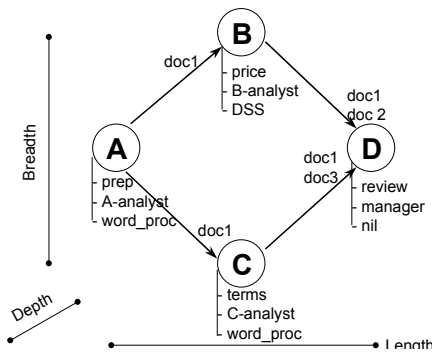 B
doc1
- price
- B-analyst
- DSS
doc1
doc 2
Breadth
A
- prep
- A-analyst
- word_proc
doc1
doc3
D
- review
- manager
- nil
doc1
C
- terms
- C-analyst
- word_proc
Depth
Length